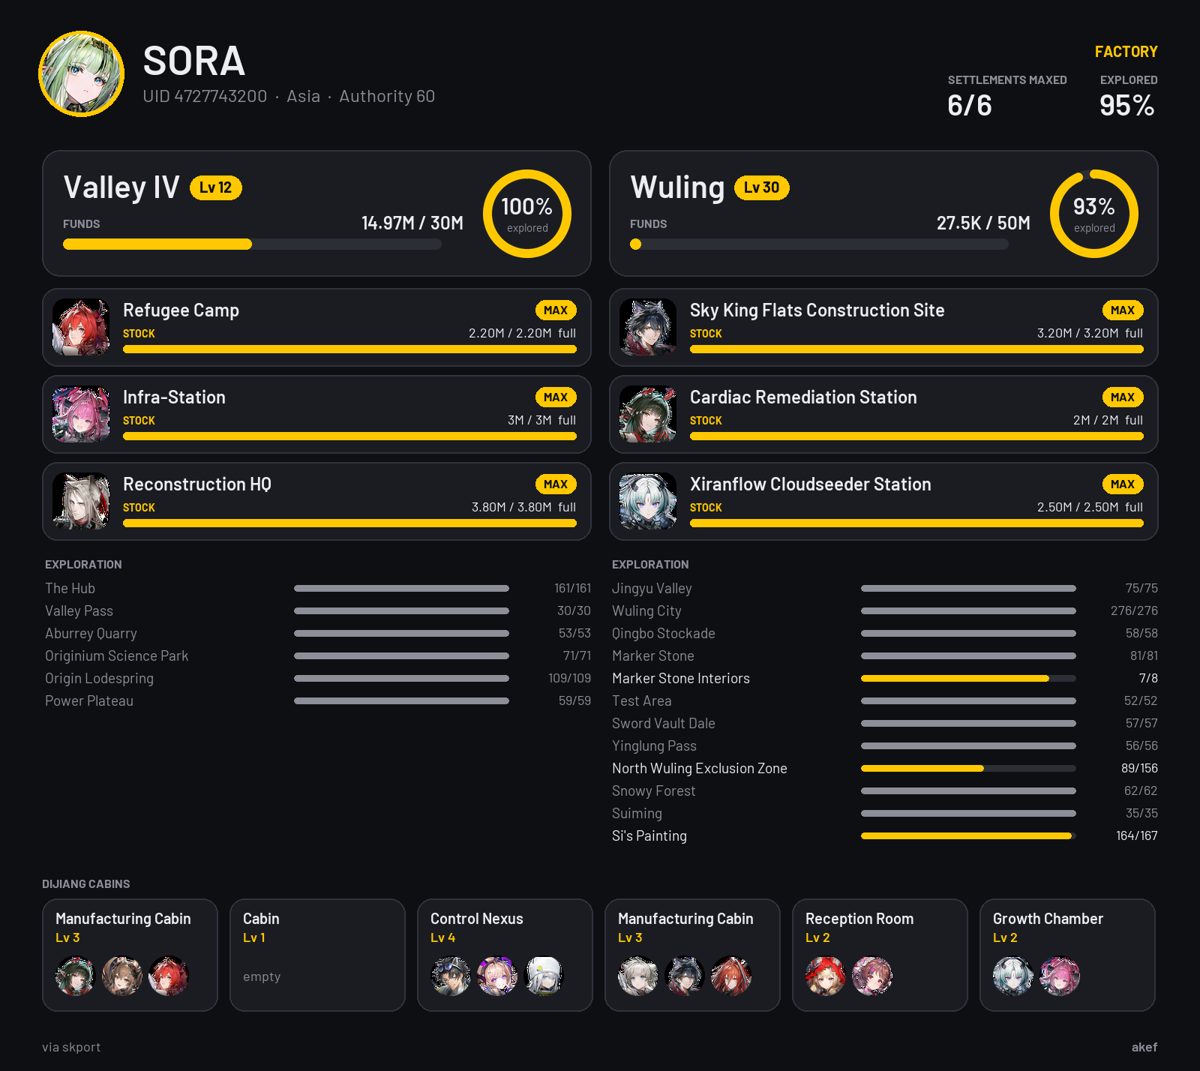 SORA
UID 4727743200 · Asia · Authority 60
FACTORY
SETTLEMENTS MAXED
6/6
EXPLORED
95%
Valley IV Lv 12
FUNDS 14.97M / 30M
100%
explored
Refugee Camp MAX
STOCK 2.20M / 2.20M full
Infra-Station MAX
STOCK 3M / 3M full
Reconstruction HQ MAX
STOCK 3.80M / 3.80M full
EXPLORATION
The Hub 161/161
Valley Pass 30/30
Aburrey Quarry 53/53
Originium Science Park 71/71
Origin Lodespring 109/109
Power Plateau 59/59
Wuling Lv 30
FUNDS 27.5K / 50M
93%
explored
Sky King Flats Construction Site MAX
STOCK 3.20M / 3.20M full
Cardiac Remediation Station MAX
STOCK 2M / 2M full
Xiranflow Cloudseeder Station MAX
STOCK 2.50M / 2.50M full
EXPLORATION
Jingyu Valley 75/75
Wuling City 276/276
Qingbo Stockade 58/58
Marker Stone 81/81
Marker Stone Interiors 7/8
Test Area 52/52
Sword Vault Dale 57/57
Yinglung Pass 56/56
North Wuling Exclusion Zone 89/156
Snowy Forest 62/62
Suiming 35/35
Si's Painting 164/167
DIJIANG CABINS
Manufacturing Cabin
Lv 3
Cabin
Lv 1
empty
Control Nexus
Lv 4
Manufacturing Cabin
Lv 3
Reception Room
Lv 2
Growth Chamber
Lv 2
via skport
akef